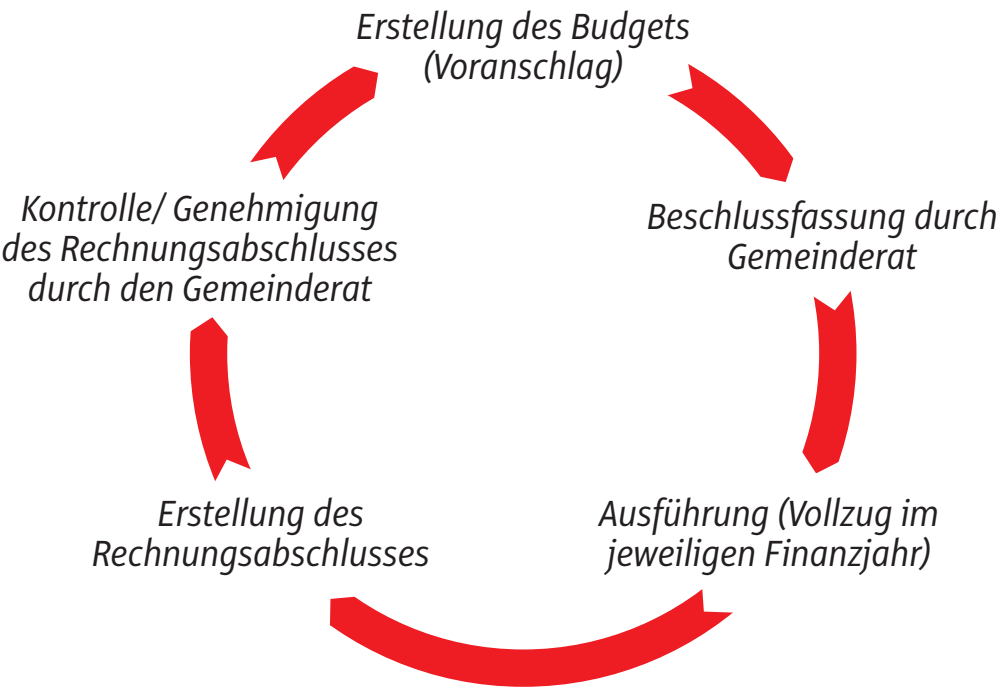 Erstellung des Budgets
(Voranschlag)
Beschlussfassung durch
Gemeinderat
Ausführung (Vollzug im
jeweiligen Finanzjahr)
Erstellung des
Rechnungsabschlusses
Kontrolle/ Genehmigung
des Rechnungsabschlusses
durch den Gemeinderat